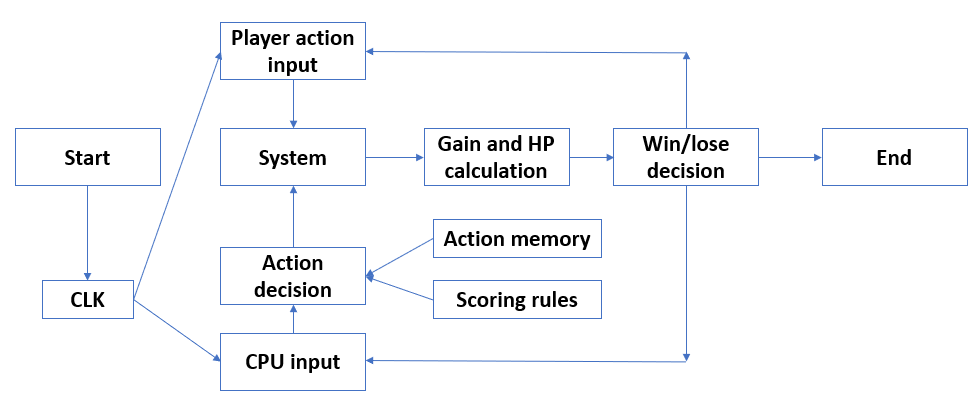 Player action
input
Start
System
Gain and HP
calculation
Win/lose
decision
End
Action memory
Action
decision
CLK
Scoring rules
CPU input